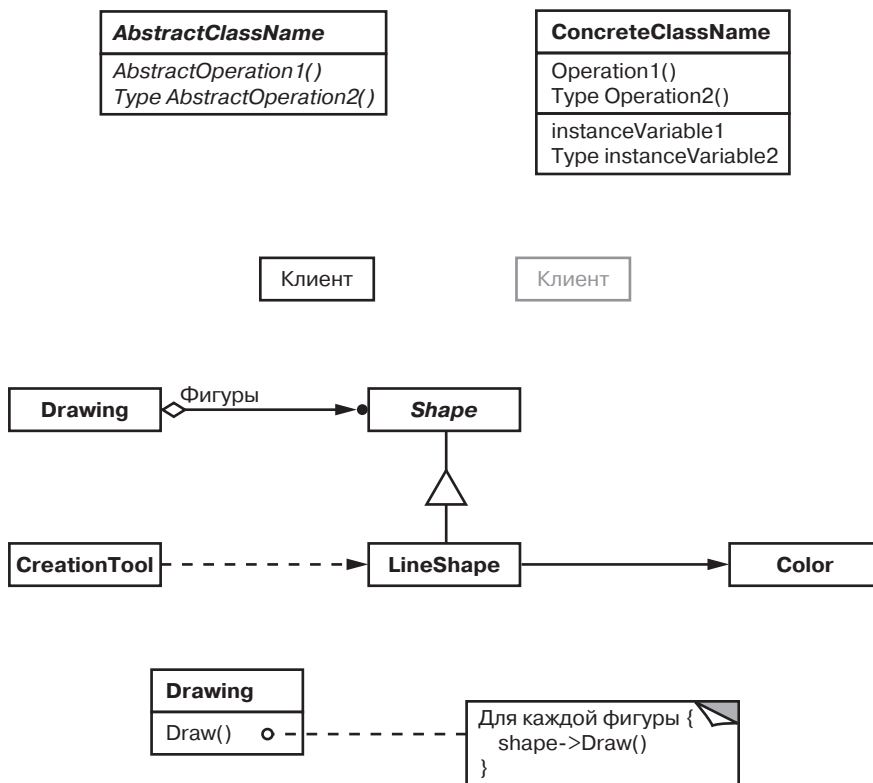 AbstractClassName
AbstractOperation1()
Type AbstractOperation2()
ConcreteClassName
Operation1()
Type Operation2()
instanceVariable1
Type instanceVariable2
Клиент
Клиент
Drawing
Фигуры
Shape
CreationTool
LineShape
Color
Drawing
Draw()
Для каждой фигуры {
shape->Draw()
}